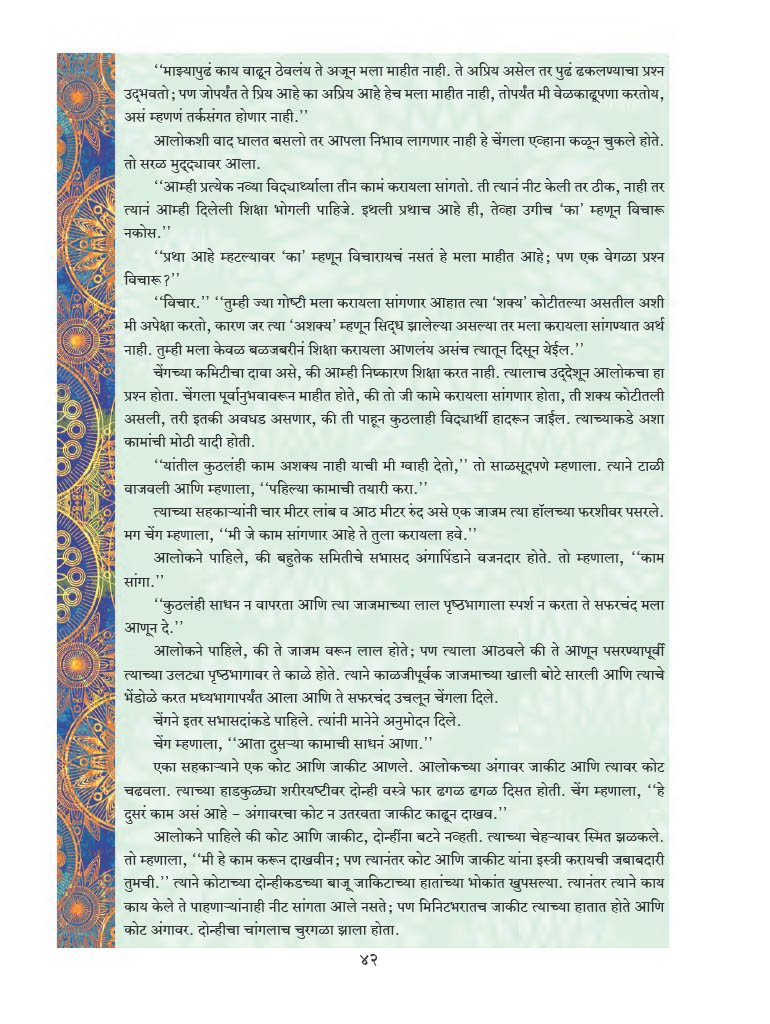 ‘‘माझ्यापुढं काय वाढून ठेवलंय ते अजून मला माहीत नाही. ते अप्रिय असेल तर पुढं ढकलण्याचा प्रश्न
उद्‌भवतो; पण जोपर्यंत ते प्रिय आहे का अप्रिय आहे हेच मला माहीत नाही, तोपर्यंत मी वेळकाढूपणा करतोय,
असं म्हणणं तर्कसंगत होणार नाही.’’
आलोकशी वाद घालत बसलो तर आपला निभाव लागणार नाही हे चेंगला एव्हाना कळून चुकले होते.
तो सरळ मुद्‌द्यावर आला.
‘‘आम्ही प्रत्येक नव्या विद्यार्थ्याला तीन कामं करायला सांगतो. ती त्यानं नीट केली तर ठीक, नाही तर
त्यानं आम्ही दिलेली शिक्षा भोगली पाहिजे. इथली प्रथाच आहे ही, तेव्हा उगीच ‘का’ म्हणून विचारू
नकोस.’’
‘‘प्रथा आहे म्हटल्यावर ‘का’ म्हणून विचारायचं नसतं हे मला माहीत आहे; पण एक वेगळा प्रश्न
विचारू?’’
‘‘विचार.’’ ‘‘तुम्ही ज्या गोष्टी मला करायला सांगणार आहात त्या ‘शक्य’ कोटीतल्या असतील अशी
मी अपेक्षा करतो, कारण जर त्या ‘अशक्य’ म्हणून सिद्ध झालेल्या असल्या तर मला करायला सांगण्यात अर्थ
नाही. तुम्ही मला केवळ बळजबरीनं शिक्षा करायला आणलंय असंच त्यातून दिसून येईल.’’
चेंगच्या कमिटीचा दावा असे, की आम्ही निष्कारण शिक्षा करत नाही. त्यालाच उद्‌देशून आलोकचा हा
प्रश्न होता. चेंगला पूर्वानुभवावरून माहीत होते, की तो जी कामे करायला सांगणार होता, ती शक्य कोटीतली
असली, तरी इतकी अवघड असणार, की ती पाहून कुठलाही विद्यार्थी हादरून जाईल. त्याच्याकडे अशा
कामांची मोठी यादी होती.
‘‘यांतील कुठलंही काम अशक्य नाही याची मी ग्वाही देतो,’’ तो साळसूदपणे म्हणाला. त्याने टाळी
वाजवली आणि म्हणाला, ‘‘पहिल्या कामाची तयारी करा.’’
त्याच्या सहकाऱ्यांनी चार मीटर लांब व आठ मीटर रुंद असे एक जाजम त्या हॉलच्या फरशीवर पसरले.
मग चेंग म्हणाला, ‘‘मी जे काम सांगणार आहे ते तुला करायला हवे.’’
आलोकने पाहिले, की बहुतेक समितीचे सभासद अंगापिंडाने वजनदार होते. तो म्हणाला, ‘‘काम
सांगा.’’
‘‘कुठलंही साधन न वापरता आणि त्या जाजमाच्या लाल पृष्ठभागाला स्पर्श न करता ते सफरचंद मला
आणून दे.’’
आलोकने पाहिले, की ते जाजम वरून लाल होते; पण त्याला आठवले की ते आणून पसरण्यापूर्वी
त्याच्या उलट्या पृष्ठभागावर ते काळे होते. त्याने काळजीपूर्वक जाजमाच्या खाली बोटे सारली आणि त्याचे
भेंडोळे करत मध्यभागापर्यंत आला आणि ते सफरचंद उचलून चेंगला दिले.
चेंगने इतर सभासदांकडे पाहिले. त्यांनी मानेने अनुमोदन दिले.
चेंग म्हणाला, ‘‘आता दुसऱ्या कामाची साधनं आणा.’’
एका सहकाऱ्याने एक कोट आणि जाकीट आणले. आलोकच्या अंगावर जाकीट आणि त्यावर कोट
चढवला. त्याच्या हाडकुळ्या शरीरयष्टीवर दोन्ही वस्त्रे फार ढगळ ढगळ दिसत होती. चेंग म्हणाला, ‘‘हे
दुसरं काम असं आहे – अंगावरचा कोट न उतरवता जाकीट काढून दाखव.’’
आलोकने पाहिले की कोट आणि जाकीट, दोन्हींना बटने नव्हती. त्याच्या चेहऱ्यावर स्मित झळकले.
तो म्हणाला, ‘‘मी हे काम करून दाखवीन; पण त्यानंतर कोट आणि जाकीट यांना इस्त्री करायची जबाबदारी
तुमची.’’ त्याने कोटाच्या दोन्हीकडच्या बाजू जाकिटाच्या हातांच्या भोकांत खुपसल्या. त्यानंतर त्याने काय
काय केले ते पाहणाऱ्यांनाही नीट सांगता आले नसते; पण मिनिटभरातच जाकीट त्याच्या हातात होते आणि
कोट अंगावर. दोन्हीचा चांगलाच चुरगळा झाला होता.
४२